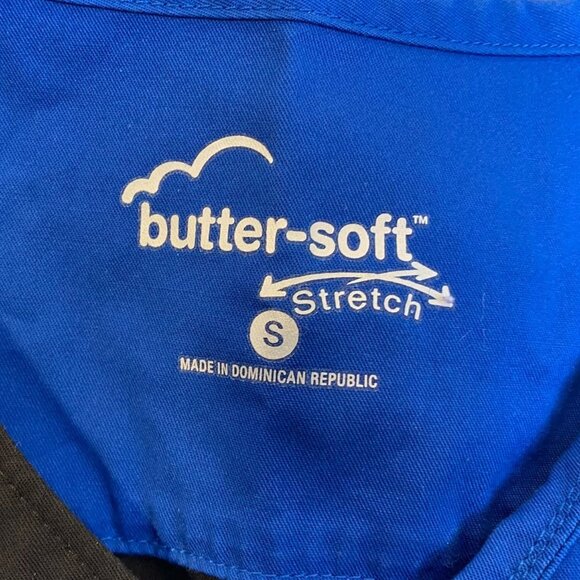 butter-soft™
Stretch
S
MADE IN DOMINICAN REPUBLIC